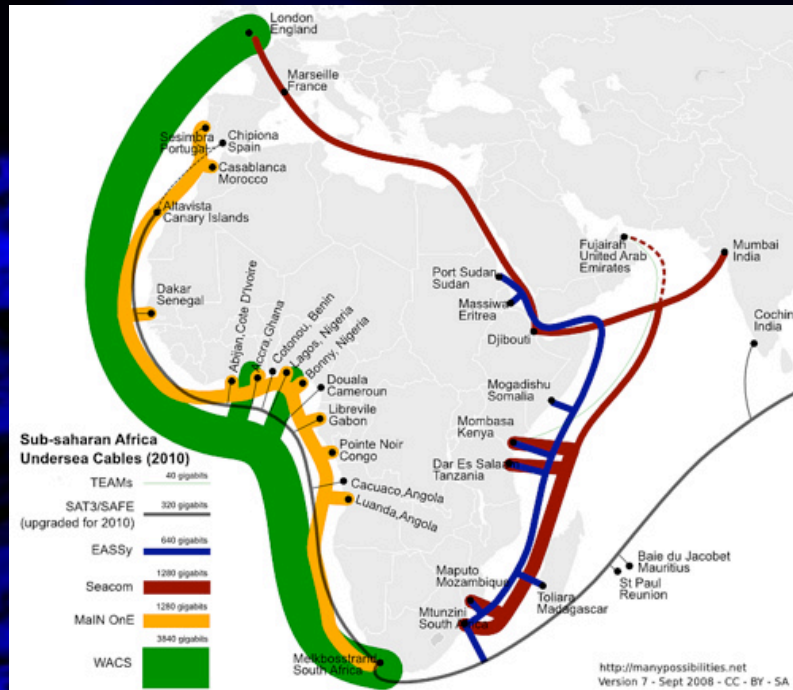 London
England
Marseille
France
Sesimbra
Portugal
Chipiona
Spain
Casablanca
Morocco
Altavista
Canary Islands
Dakar
Senegal
Abijan,Cote D'Ivoire
Accra,Ghana
Cotonou, Benin
Lagos, Nigeria
Bonny, Nigeria
Douala
Cameroun
Librevile
Gabon
Pointe Noir
Congo
Cacuaco,Angola
Luanda,Angola
Melkbosstrand
South Africa
Port Sudan
Sudan
Massiwa
Eritrea
Djibouti
Fujairah
United Arab
Emirates
Mumbai
India
Cochin
India
Mogadishu
Somalia
Mombasa
Kenya
Dar Es Salaam
Tanzania
Maputo
Mozambique
Mtunzini
South Africa
Toliara
Madagascar
Baie du Jacobet
Mauritius
St Paul
Reunion
Sub-saharan Africa
Undersea Cables (2010)
40 gigabits
TEAMs
320 gigabits
SAT3/SAFE
(upgraded for 2010)
640 gigabits
EASSy
1280 gigabits
Seacom
1280 gigabits
MaIN OnE
3840 gigabits
WACS
http://manypossibilities.net
Version 7 - Sept 2008 - CC - BY - SA